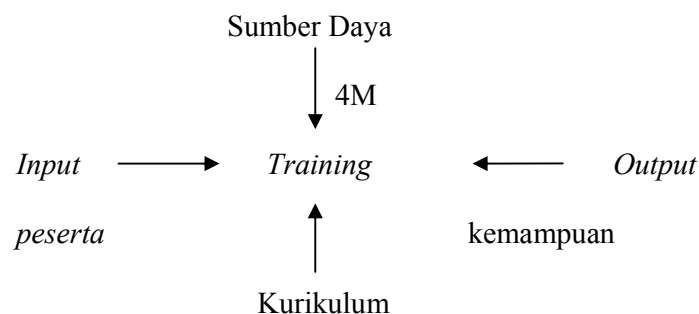 Sumber Daya
4M
Input Training Output
peserta kemampuan
Kurikulum